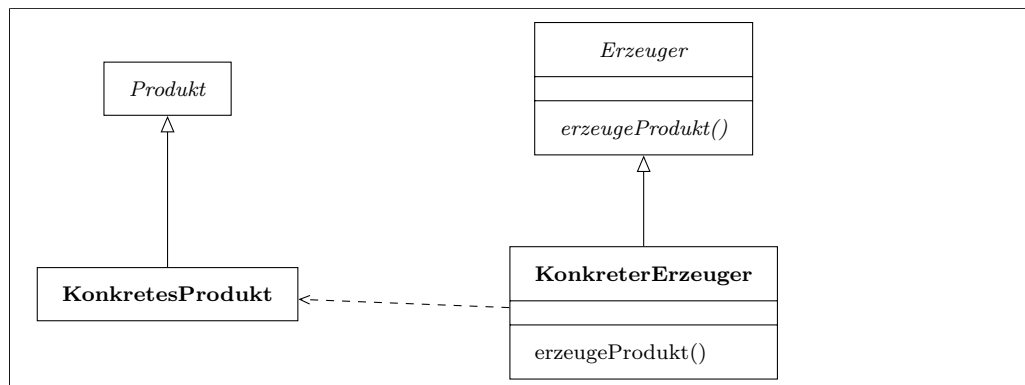 Erzeuger
Produkt
erzeugeProdukt()
KonkretesProdukt
KonkreterErzeuger
erzeugeProdukt()